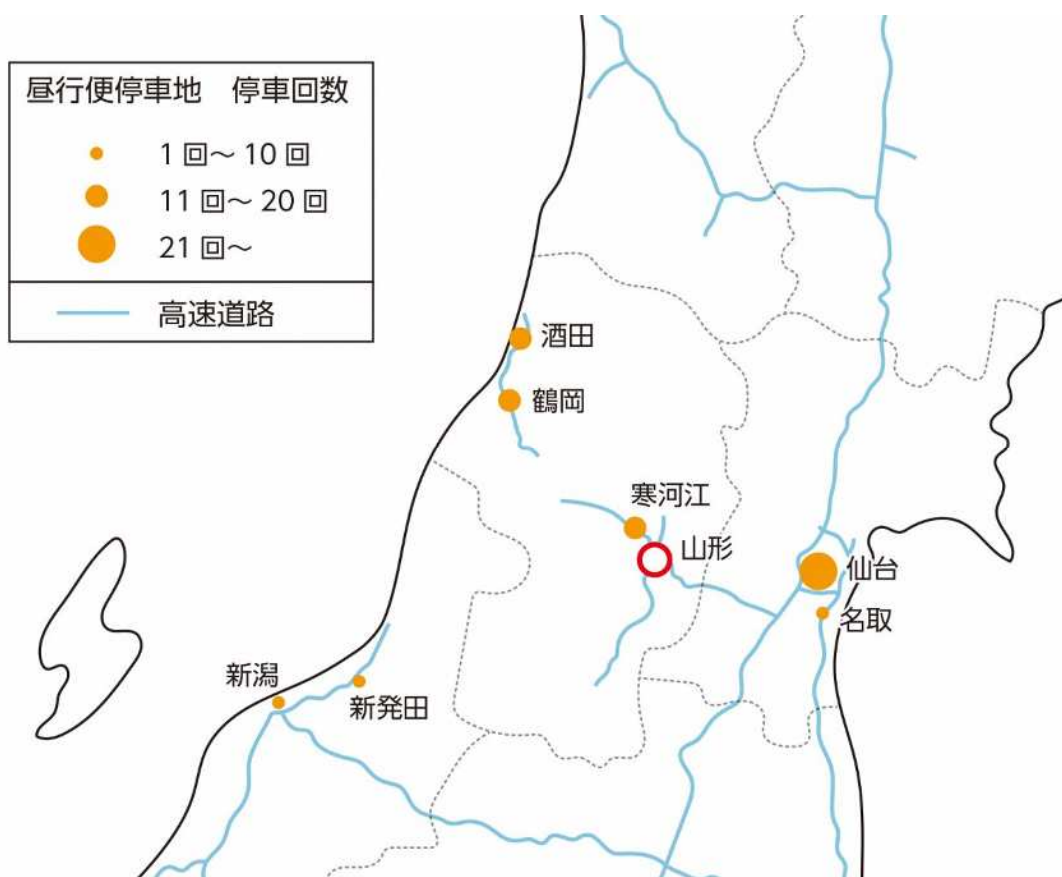 昼行便停車地 停車回数
1回～10回
11回～20回
21回～
高速道路
酒田
鶴岡
寒河江
山形
仙台
名取
新潟
新発田